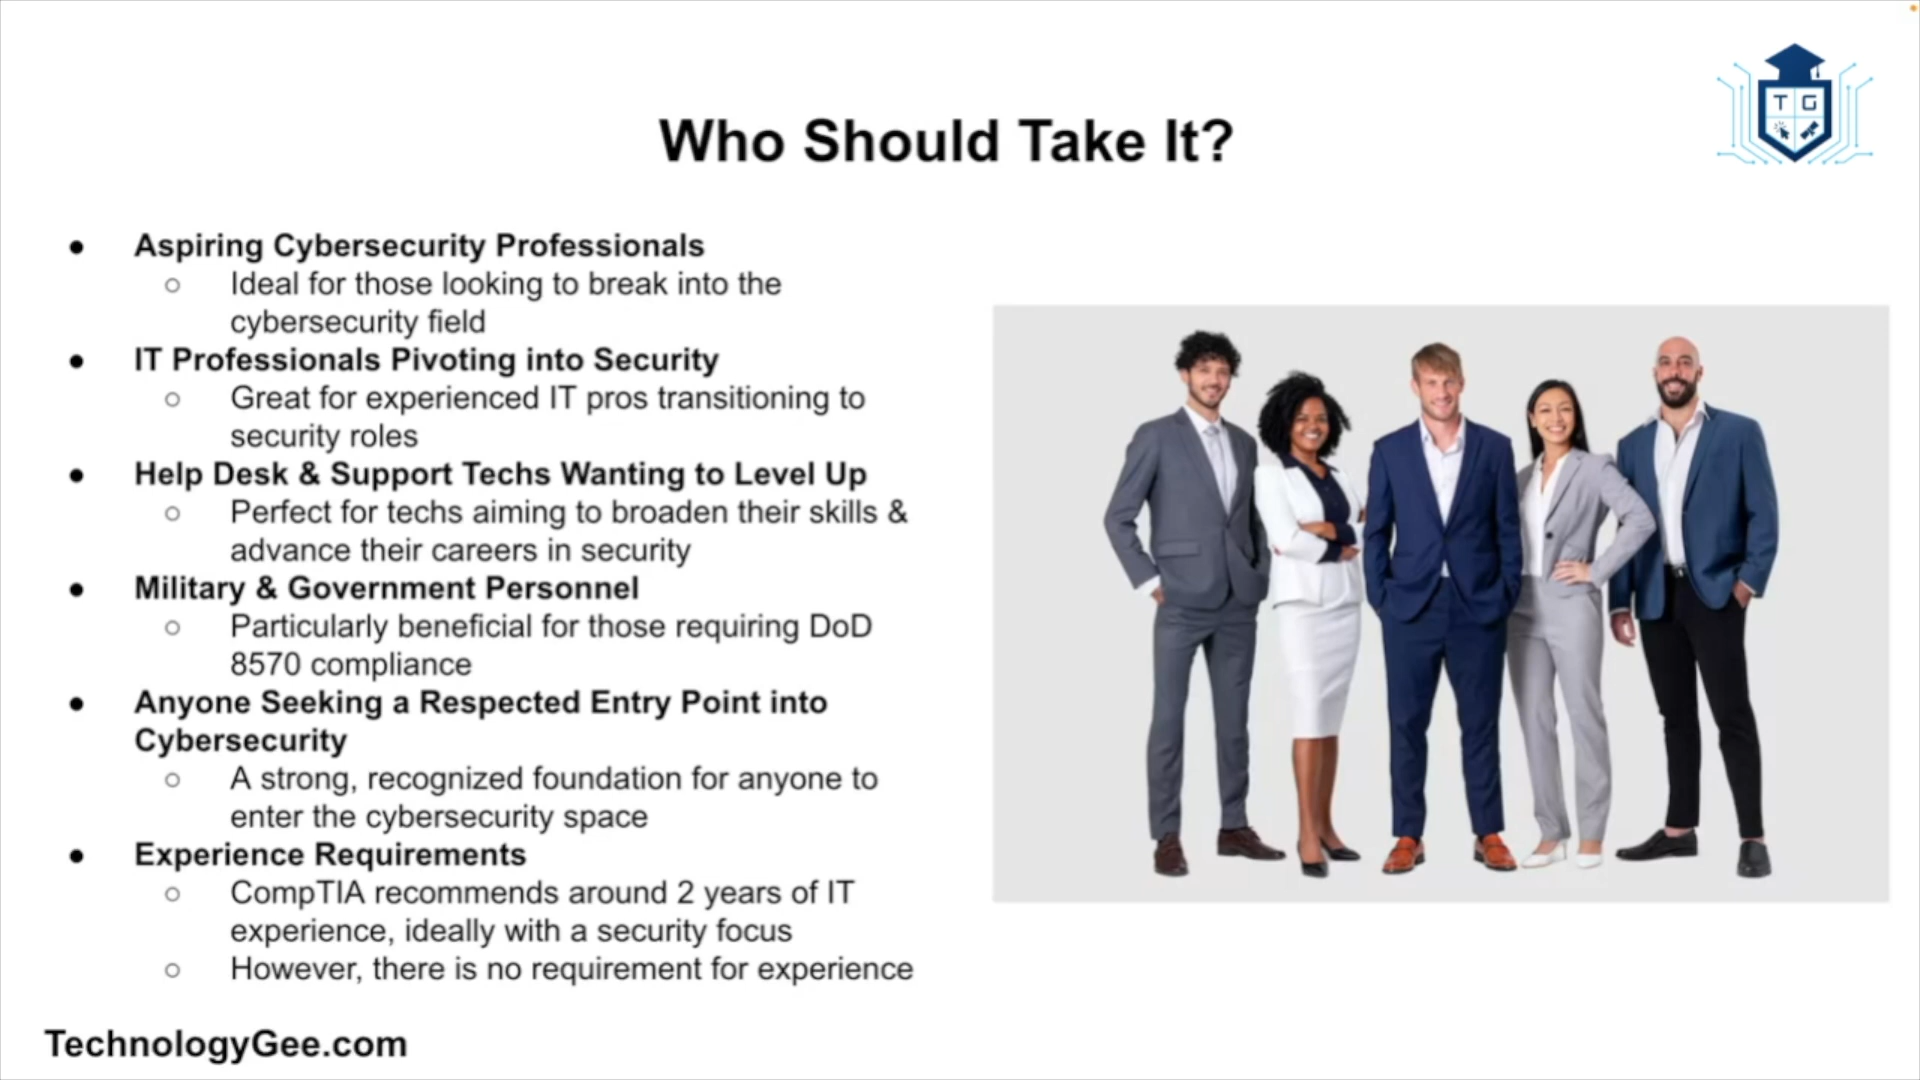 T G
Who Should Take It?
● Aspiring Cybersecurity Professionals
○ Ideal for those looking to break into the
cybersecurity field
● IT Professionals Pivoting into Security
○ Great for experienced IT pros transitioning to
security roles
● Help Desk & Support Techs Wanting to Level Up
○ Perfect for techs aiming to broaden their skills &
advance their careers in security
● Military & Government Personnel
○ Particularly beneficial for those requiring DoD
8570 compliance
● Anyone Seeking a Respected Entry Point into
Cybersecurity
○ A strong, recognized foundation for anyone to
enter the cybersecurity space
● Experience Requirements
○ CompTIA recommends around 2 years of IT
experience, ideally with a security focus
○ However, there is no requirement for experience
TechnologyGee.com